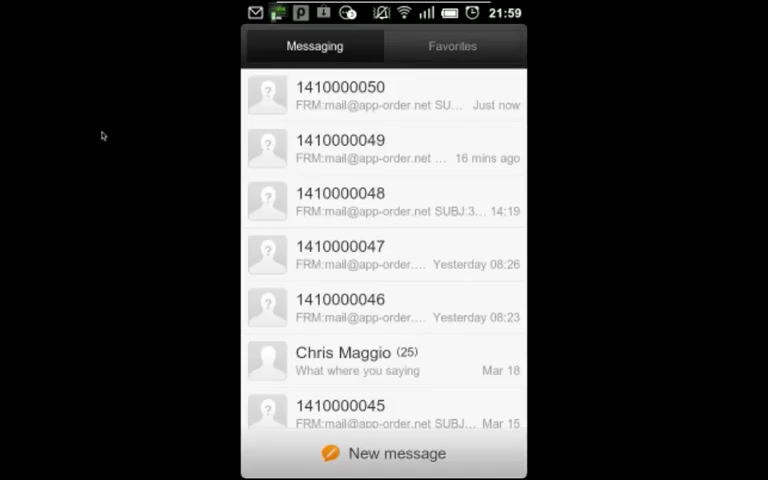 21:59
Messaging Favorites
1410000050
FRM:mail@app-order.net SU... Just now
1410000049
FRM:mail@app-order.net ... 16 mins ago
1410000048
FRM:mail@app-order.net SUBJ:3... 14:19
1410000047
FRM:mail@app-order.... Yesterday 08:26
1410000046
FRM:mail@app-order.... Yesterday 08:23
Chris Maggio (25)
What where you saying Mar 18
1410000045
FRM:mail@app-order.net SUBJ... Mar 15
New message